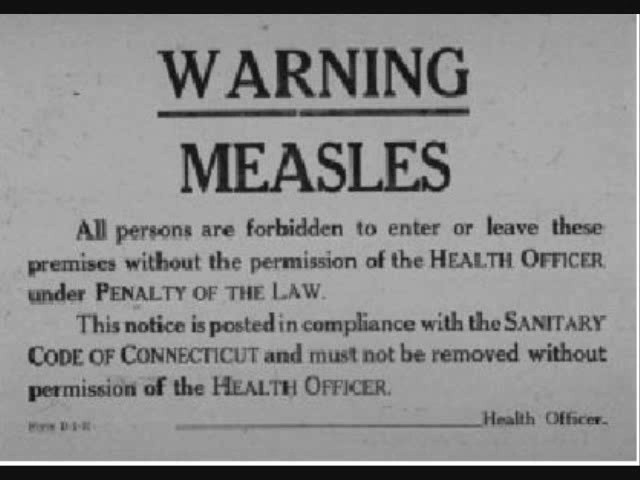 WARNING
MEASLES
All persons are forbidden to enter or leave these
premises without the permission of the HEALTH OFFICER
under PENALTY OF THE LAW.
This notice is posted in compliance with the SANITARY
CODE OF CONNECTICUT and must not be removed without
permission of the HEALTH OFFICER.
Form
Health Officer.